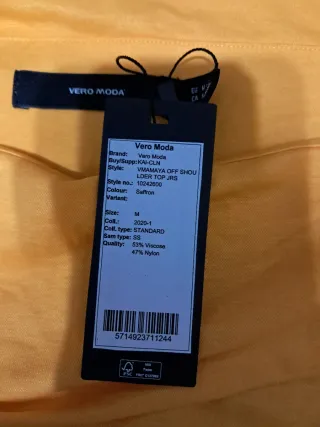 VERO MODA
Vero Moda
Brand: Vero Moda
Buy/Supp: KAI-CLN
Style: VMAMAYA OFF SHOU
LDER TOP JRS
Style no.: 10242600
Colour: Saffron
Variant:
Size: M
Coll.: 2020-1
Coll. type: STANDARD
Sam type: SS
Quality: 53% Viscose
47% Nylon
5714923711244
FSC